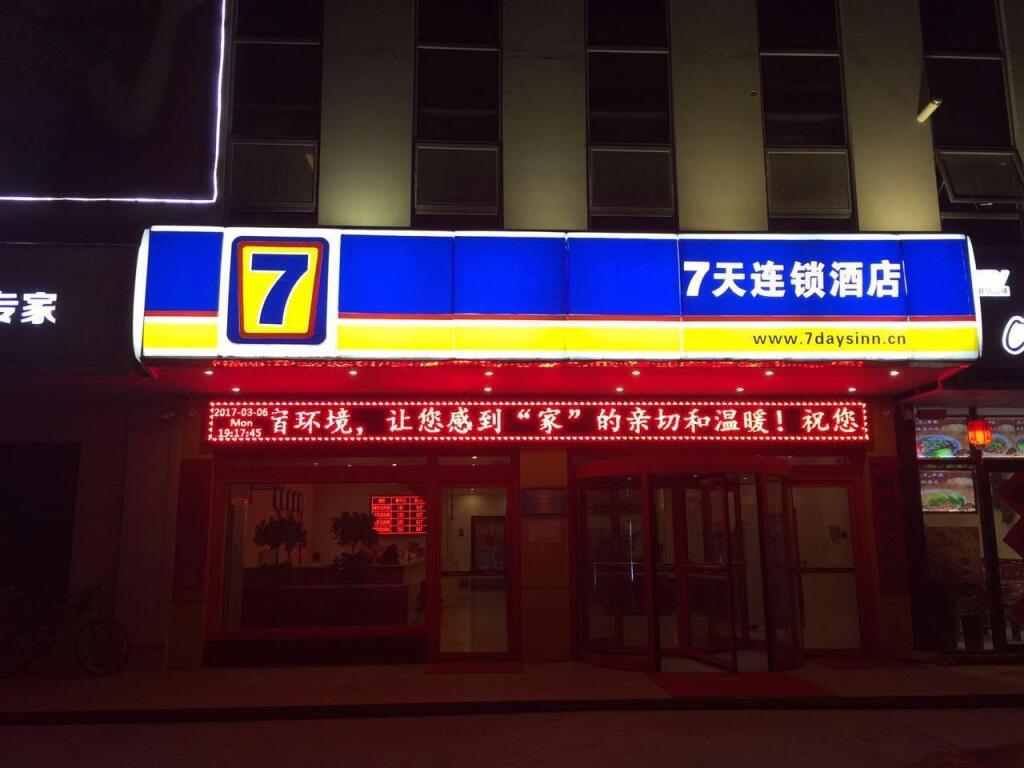 专家
7
7天连锁酒店
www.7daysinn.cn
2017-03-06
Mon
19:17:45
环境，让您感到“家”的亲切和温暖！祝您